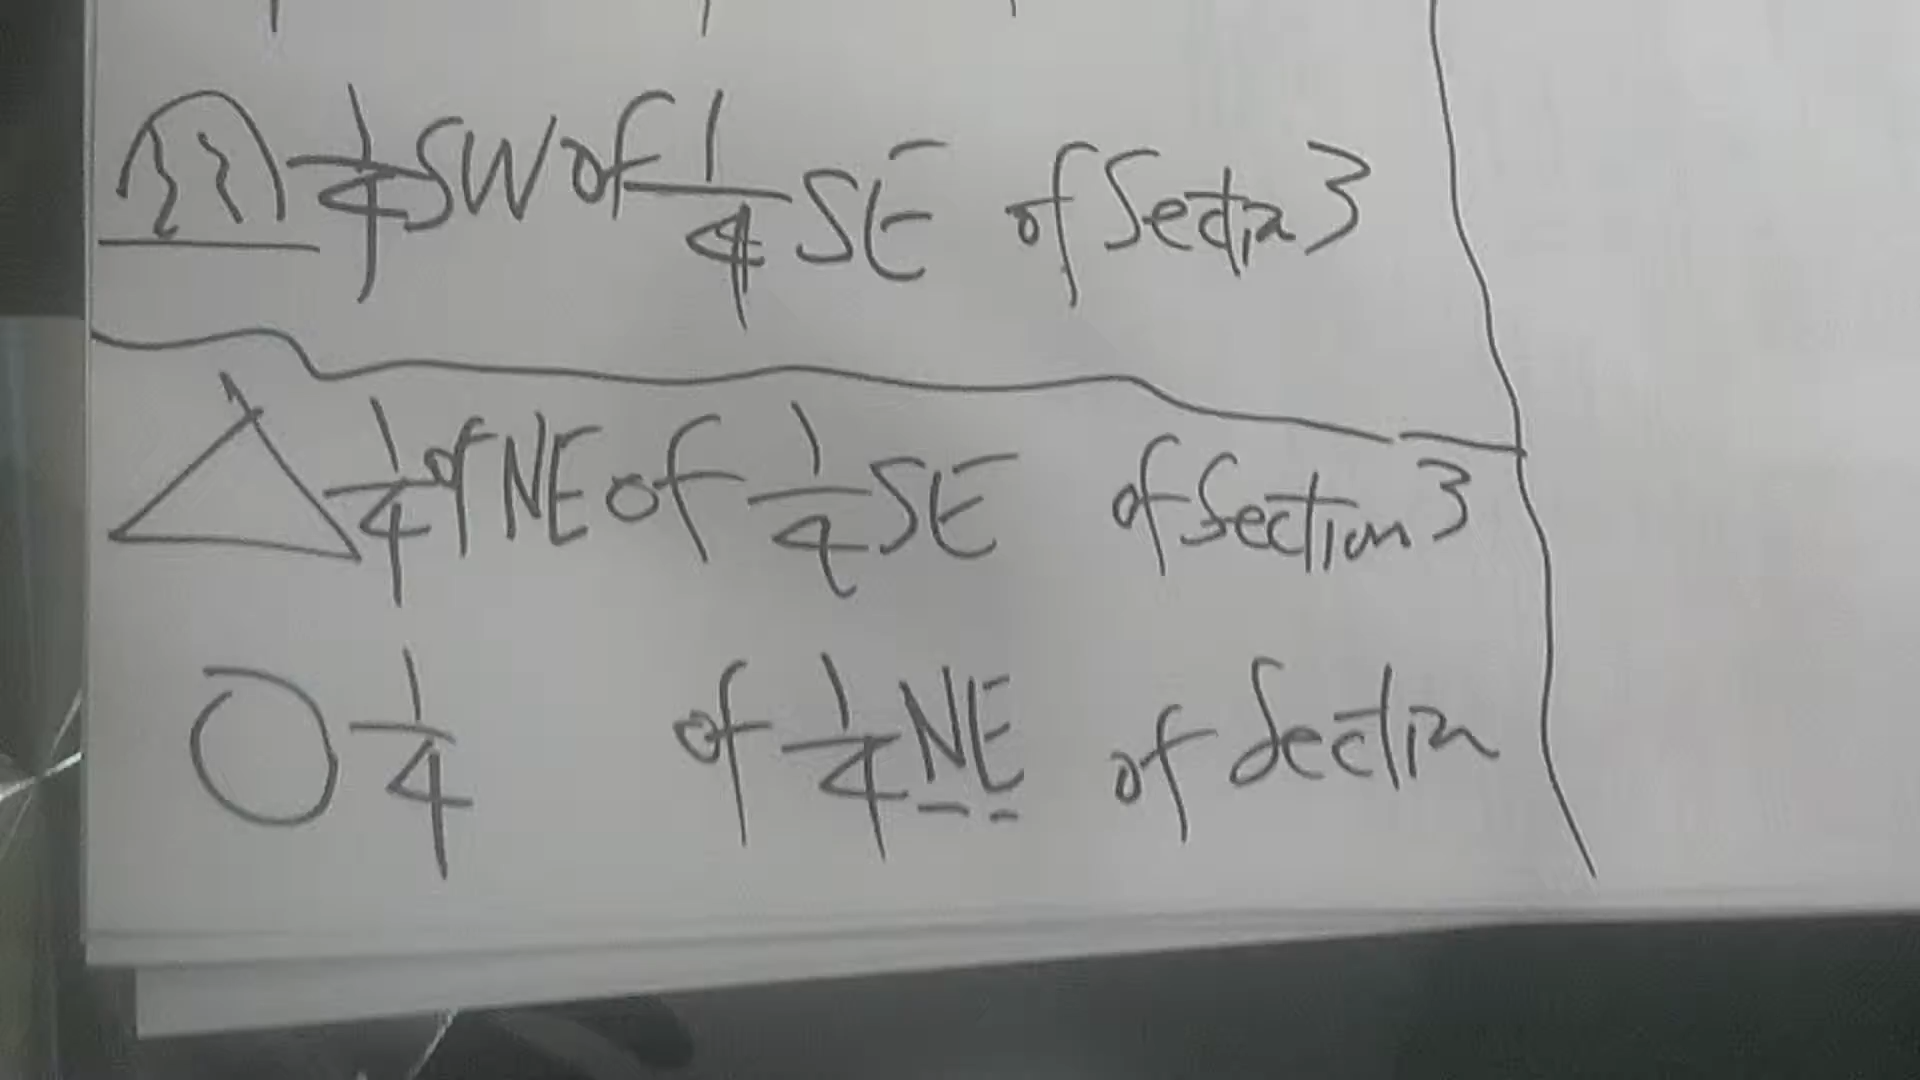 1/4 SW of 1/4 SE of Section 3
1/4 of NE of 1/4 SE of Section 3
1/4 of 1/4 NE of Section